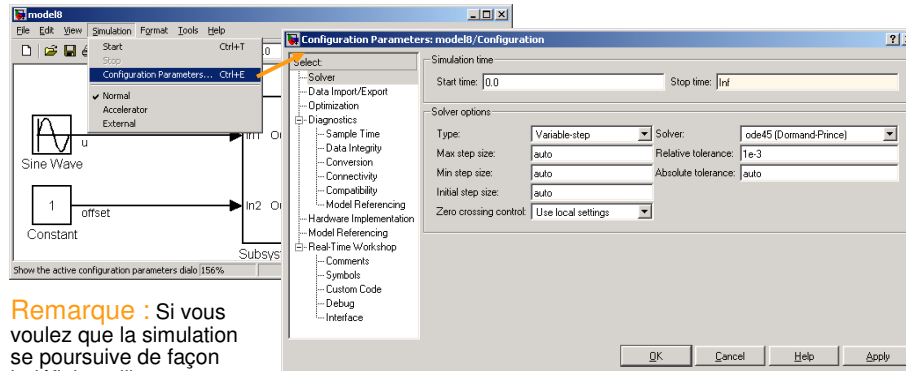 model8
File Edit View Simulation Format Tools Help
Start Ctrl+T
Stop
Configuration Parameters... Ctrl+E
Normal
Accelerator
External
Sine Wave
u
In1
1
Constant
offset
In2
Show the active configuration parameters dialo 156%
Configuration Parameters: model8/Configuration
Select:
Solver
Data Import/Export
Optimization
Diagnostics
Sample Time
Data Integrity
Conversion
Connectivity
Compatibility
Model Referencing
Hardware Implementation
Model Referencing
Real-Time Workshop
Comments
Symbols
Custom Code
Debug
Interface
Simulation time
Start time: 0.0 Stop time: Inf
Solver options
Type: Variable-step Solver: ode45 (Dormand-Prince)
Max step size: auto Relative tolerance: 1e-3
Min step size: auto Absolute tolerance: auto
Initial step size: auto
Zero crossing control: Use local settings
OK Cancel Help Apply
Remarque : Si vous
voulez que la simulation
se poursuive de façon